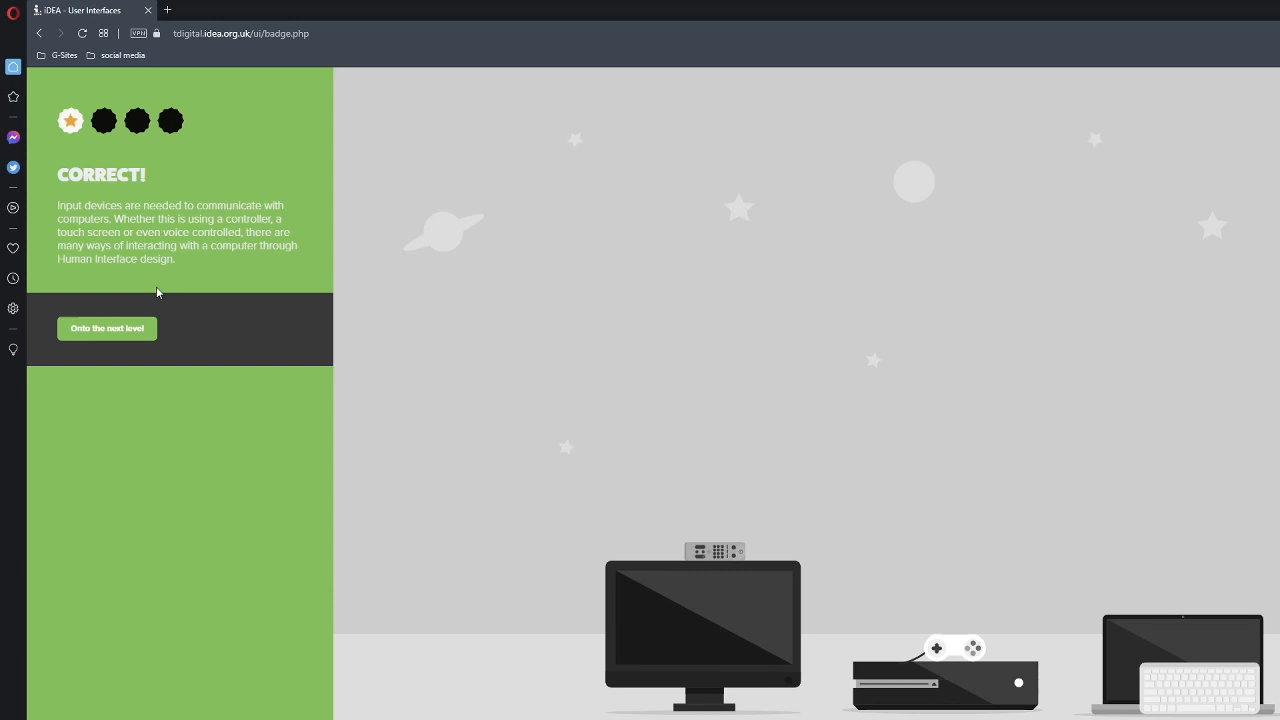 iDEA - User Interfaces
VPN
tdigital.idea.org.uk/ui/badge.php
G-Sites
social media
CORRECT!
Input devices are needed to communicate with
computers. Whether this is using a controller, a
touch screen or even voice controlled, there are
many ways of interacting with a computer through
Human Interface design.
Onto the next level